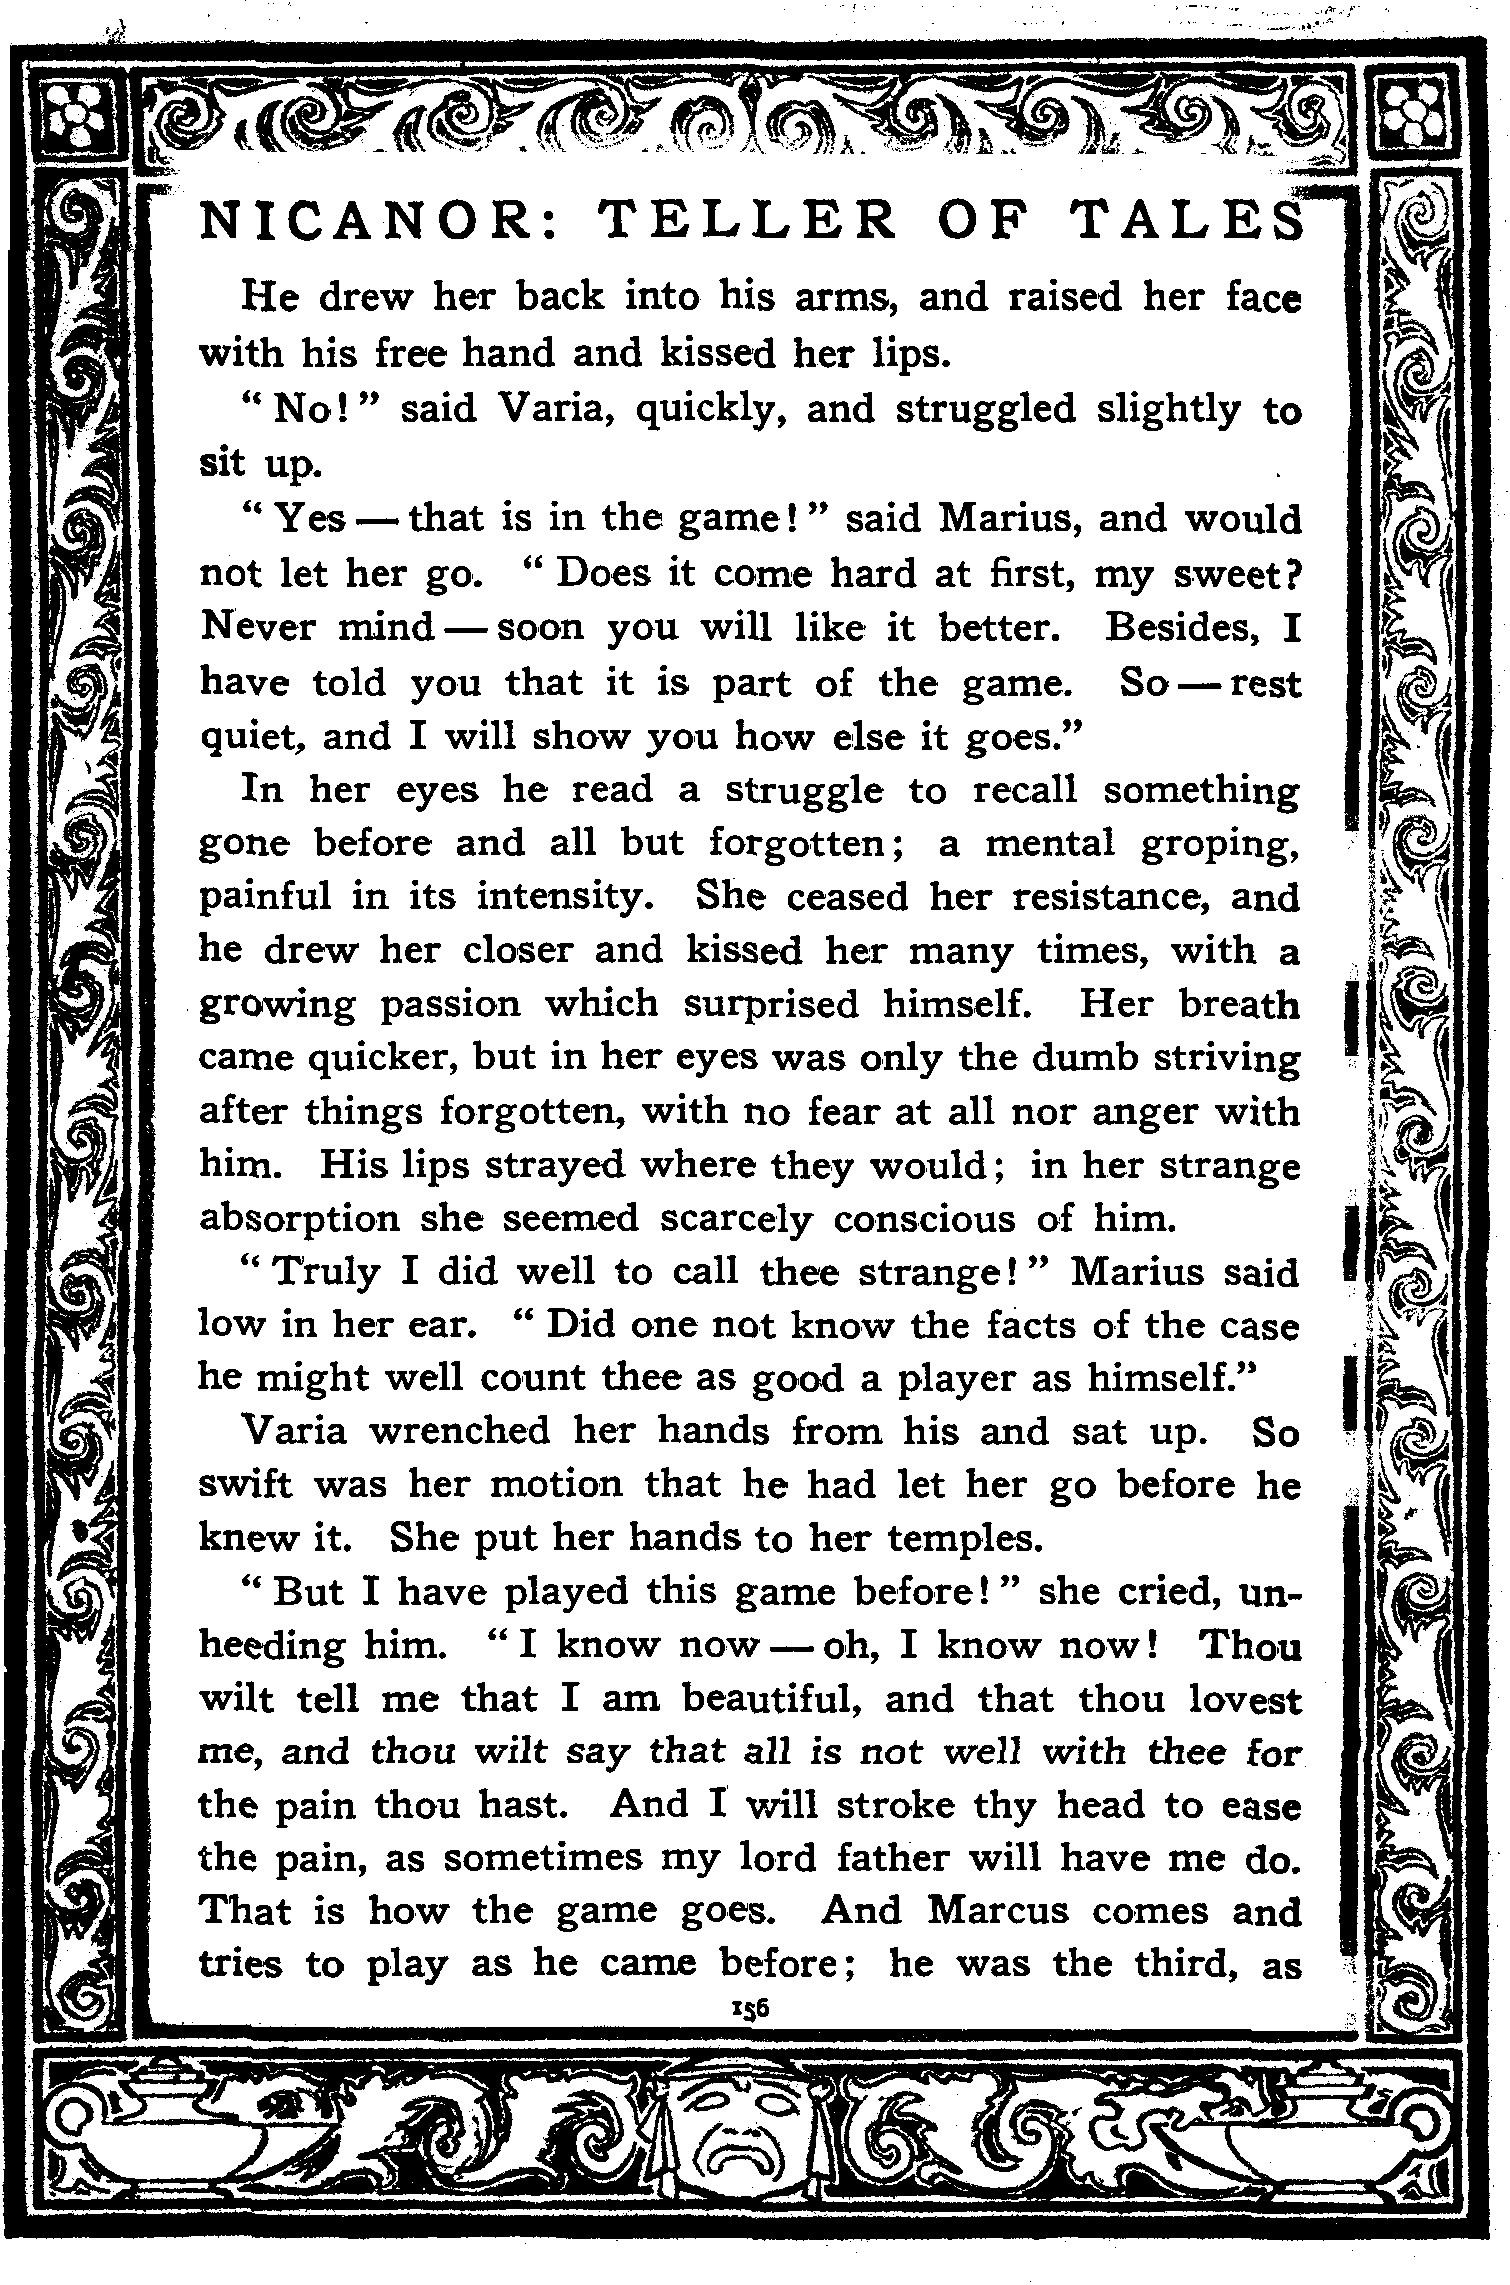 NICANOR: TELLER OF TALES
He drew her back into his arms, and raised her face
with his free hand and kissed her lips.
“ No! ” said Varia, quickly, and struggled slightly to
sit up.
“ Yes — that is in the game! ” said Marius, and would
not let her go. “ Does it come hard at first, my sweet?
Never mind — soon you will like it better. Besides, I
have told you that it is part of the game. So — rest
quiet, and I will show you how else it goes.”
In her eyes he read a struggle to recall something
gone before and all but forgotten; a mental groping,
painful in its intensity. She ceased her resistance, and
he drew her closer and kissed her many times, with a
growing passion which surprised himself. Her breath
came quicker, but in her eyes was only the dumb striving
after things forgotten, with no fear at all nor anger with
him. His lips strayed where they would; in her strange
absorption she seemed scarcely conscious of him.
“ Truly I did well to call thee strange! ” Marius said
low in her ear. “ Did one not know the facts of the case
he might well count thee as good a player as himself.”
Varia wrenched her hands from his and sat up. So
swift was her motion that he had let her go before he
knew it. She put her hands to her temples.
“ But I have played this game before! ” she cried, un-
heeding him. “ I know now — oh, I know now! Thou
wilt tell me that I am beautiful, and that thou lovest
me, and thou wilt say that all is not well with thee for
the pain thou hast. And I will stroke thy head to ease
the pain, as sometimes my lord father will have me do.
That is how the game goes. And Marcus comes and
tries to play as he came before; he was the third, as
156